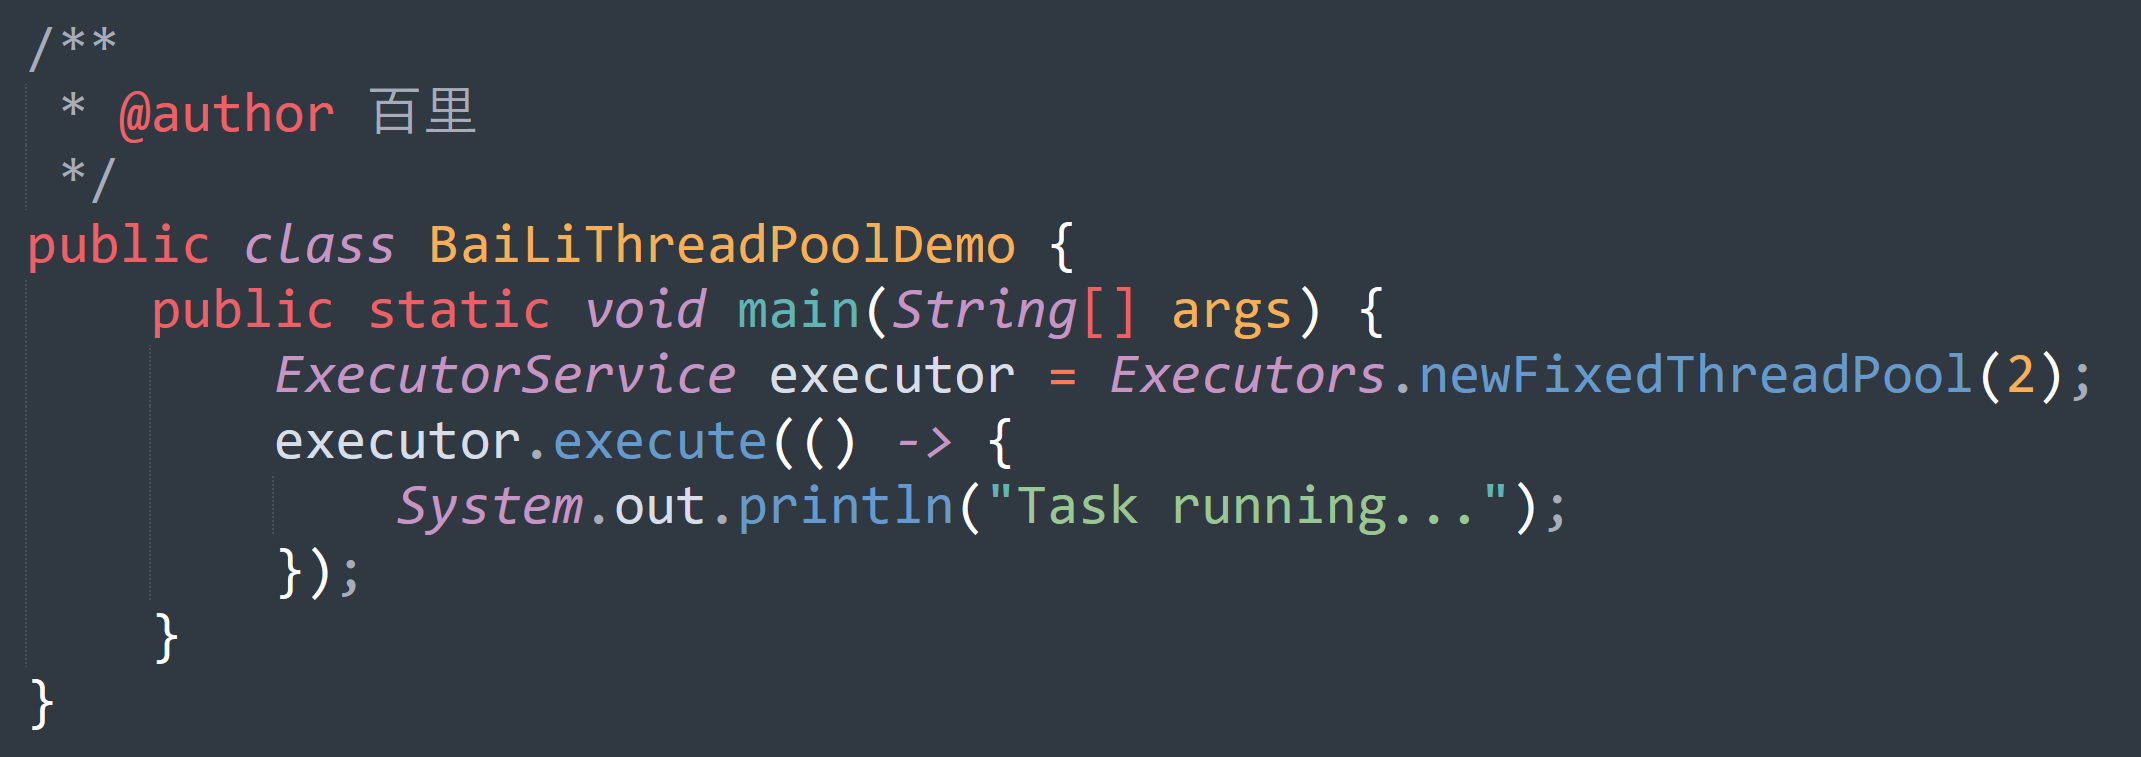 /**
 * @author 百里
 */
public class BaiLiThreadPoolDemo {
    public static void main(String[] args) {
        ExecutorService executor = Executors.newFixedThreadPool(2);
        executor.execute(() -> {
            System.out.println("Task running...");
        });
    }
}